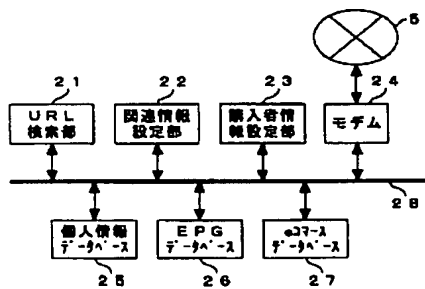 5
21
22
23
24
URL
検索部
関連情報
設定部
購入者情
報設定部
モデム
28
個人情報
データベース
EPG
データベース
eコマース
データベース
25
26
27